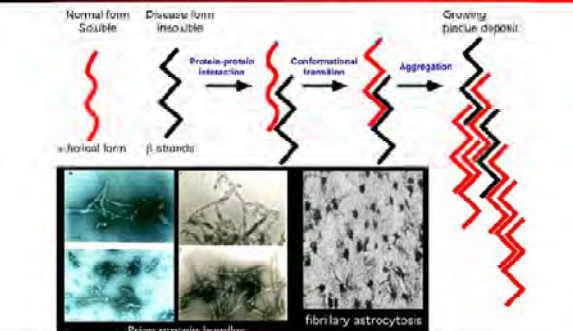 Normal form
Soluble
Disease form
insoluble
Growing
plaque deposit
Protein-protein
interaction
Conformational
transition
Aggregation
α-helical form
β-strands
fibrillary astrocytosis
Prion protein bundles